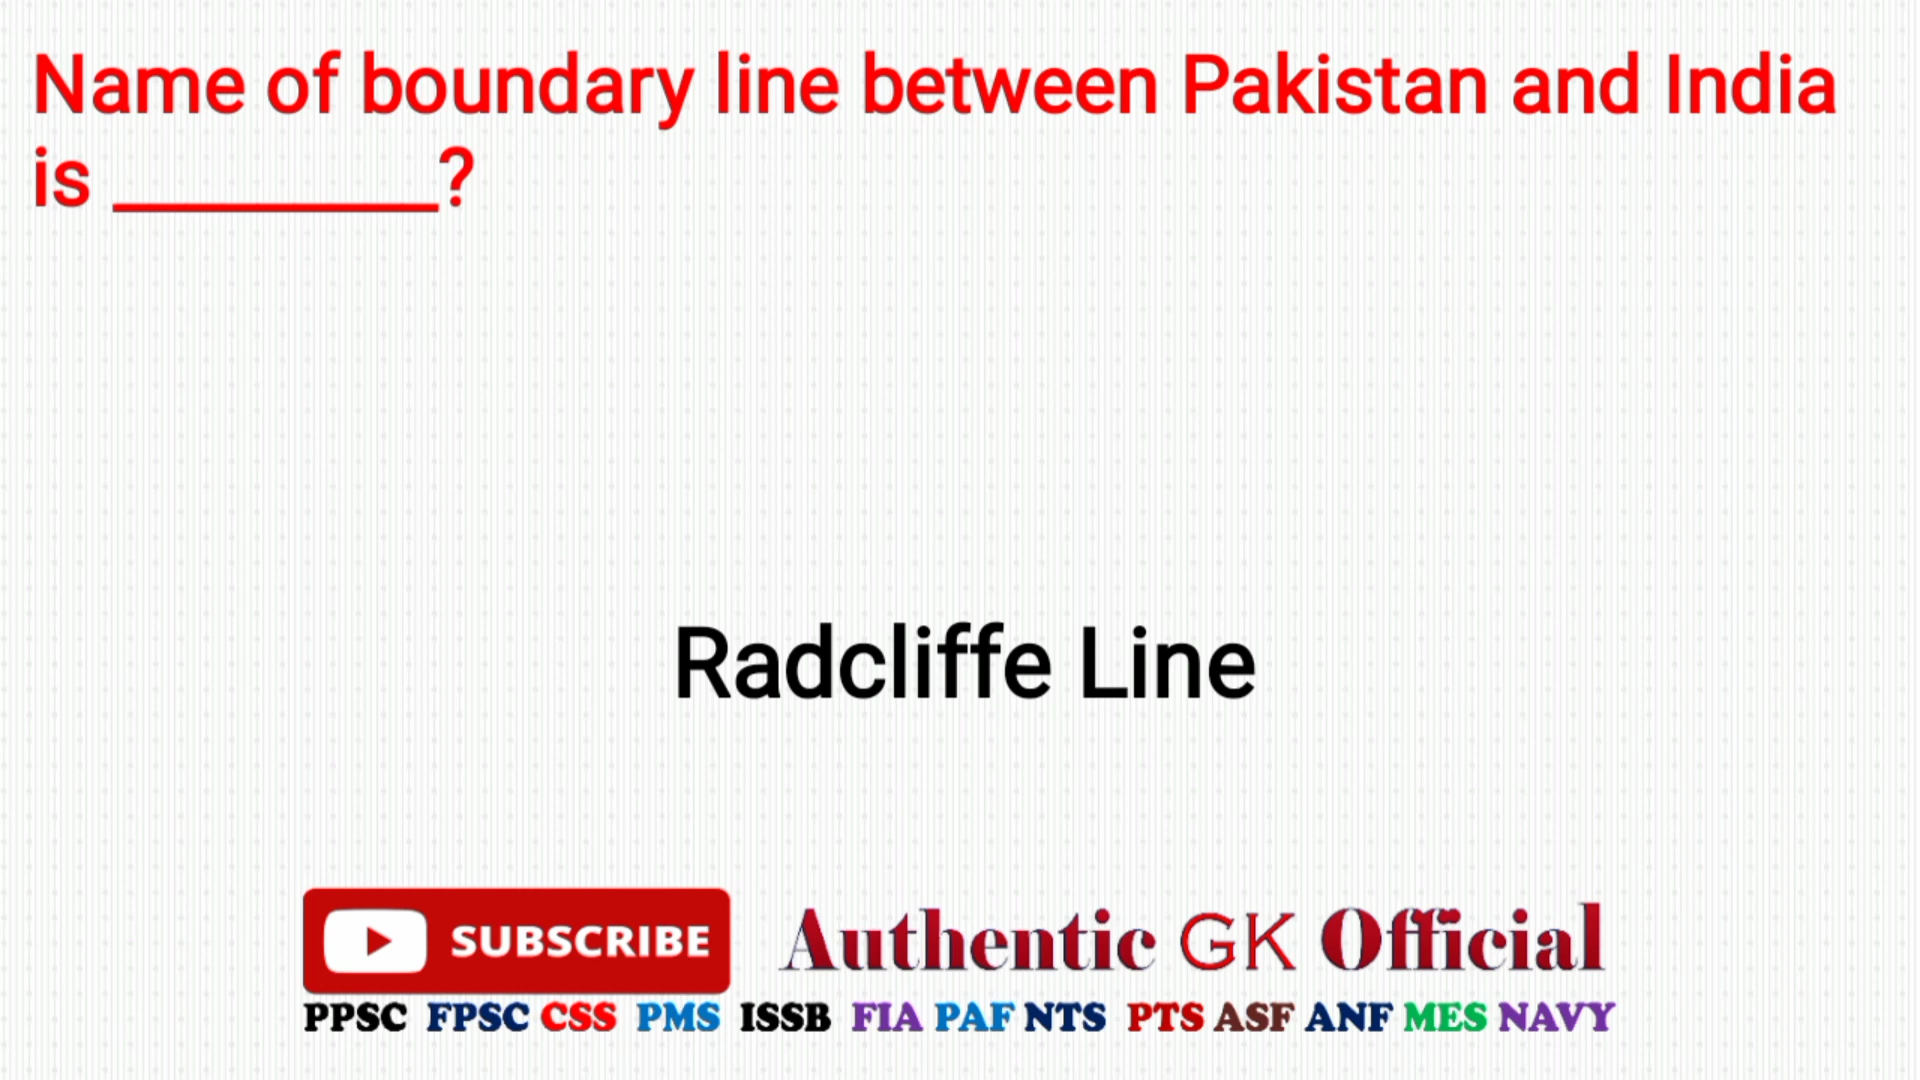 Name of boundary line between Pakistan and India
is _________?
Radcliffe Line
SUBSCRIBE Authentic GK Official
PPSC FPSC CSS PMS ISSB FIA PAF NTS PTS ASF ANF MES NAVY